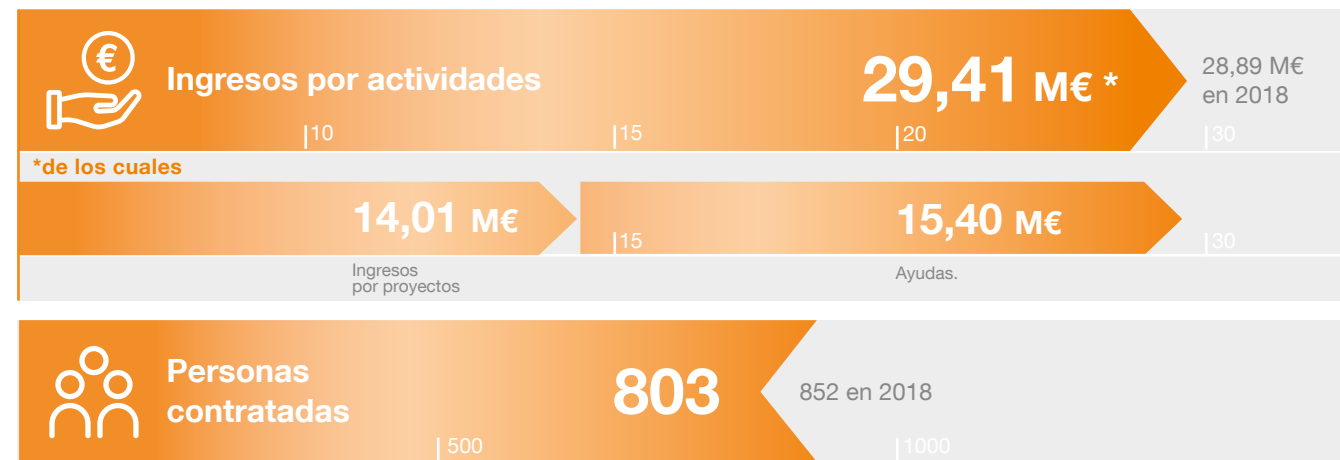 €
Ingresos por actividades
29,41 M€ *
28,89 M€
en 2018
|10 |15 |20 |30
*de los cuales
14,01 M€
|15
15,40 M€
|30
Ingresos
por proyectos
Ayudas.
Personas
contratadas
803
852 en 2018
|500 |1000